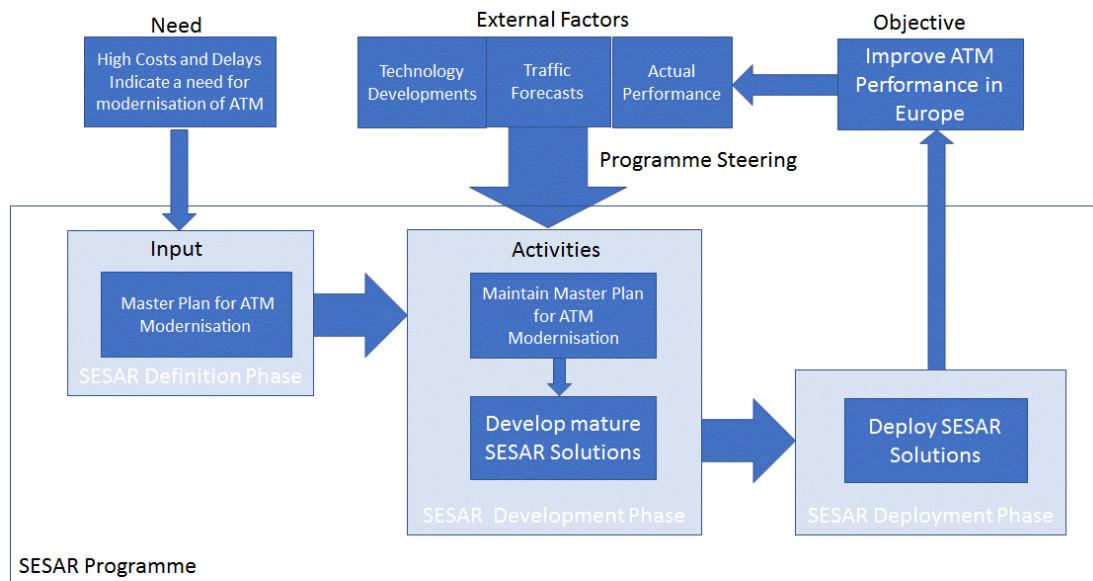 Need
High Costs and Delays
Indicate a need for
modernisation of ATM
External Factors
Technology
Developments
Traffic
Forecasts
Actual
Performance
Objective
Improve ATM
Performance in
Europe
Programme Steering
Input
Master Plan for ATM
Modernisation
SESAR Definition Phase
Activities
Maintain Master Plan
for ATM
Modernisation
Develop mature
SESAR Solutions
SESAR Development Phase
Deploy SESAR
Solutions
SESAR Deployment Phase
SESAR Programme